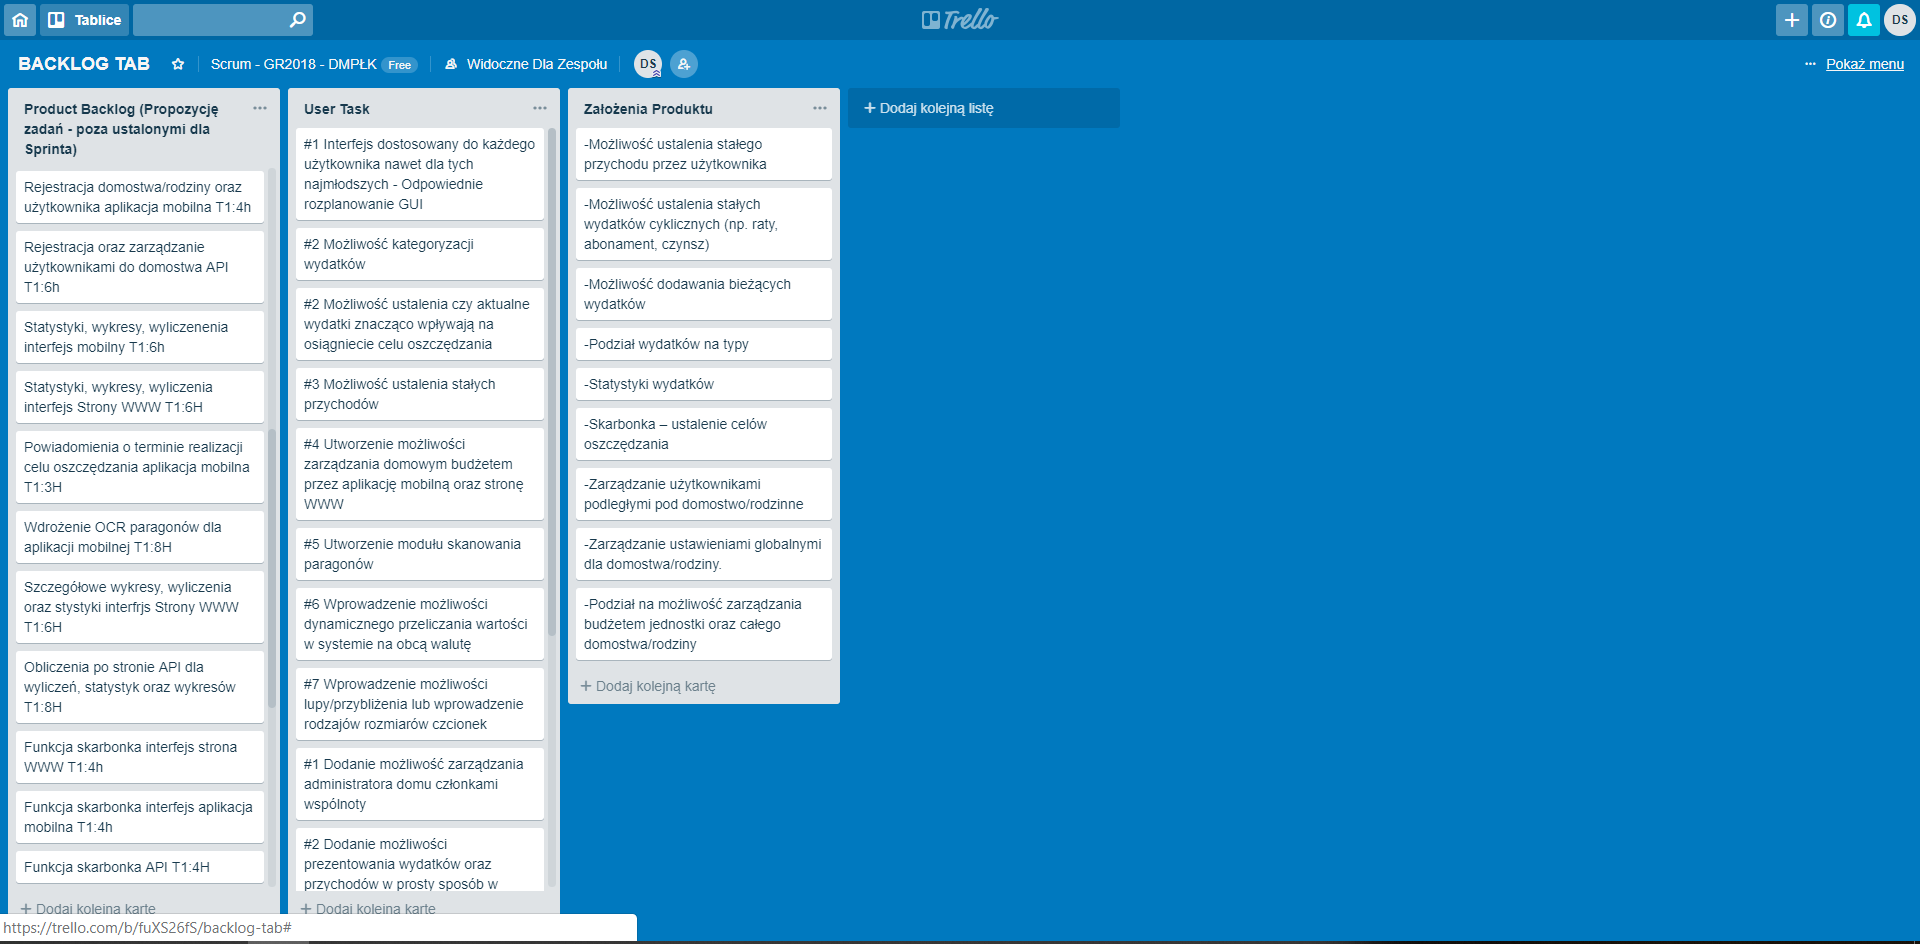 Tablice
Trello
DS
BACKLOG TAB
Scrum - GR2018 - DMPŁK Free
Widoczne Dla Zespołu
DS
Pokaż menu
Product Backlog (Propozycję
zadań - poza ustalonymi dla
Sprinta)
Rejestracja domostwa/rodziny oraz
użytkownika aplikacja mobilna T1:4h
Rejestracja oraz zarządzanie
użytkownikami do domostwa API
T1:6h
Statystyki, wykresy, wyliczenenia
interfejs mobilny T1:6h
Statystyki, wykresy, wyliczenia
interfejs Strony WWW T1:6H
Powiadomienia o terminie realizacji
celu oszczędzania aplikacja mobilna
T1:3H
Wdrożenie OCR paragonów dla
aplikacji mobilnej T1:8H
Szczegółowe wykresy, wyliczenia
oraz stystyki interfrjs Strony WWW
T1:6H
Obliczenia po stronie API dla
wyliczeń, statystyk oraz wykresów
T1:8H
Funkcja skarbonka interfejs strona
WWW T1:4h
Funkcja skarbonka interfejs aplikacja
mobilna T1:4h
Funkcja skarbonka API T1:4H
+ Dodaj kolejną kartę
User Task
#1 Interfejs dostosowany do każdego
użytkownika nawet dla tych
najmłodszych - Odpowiednie
rozplanowanie GUI
#2 Możliwość kategoryzacji
wydatków
#2 Możliwość ustalenia czy aktualne
wydatki znacząco wpływają na
osiągniecie celu oszczędzania
#3 Możliwość ustalenia stałych
przychodów
#4 Utworzenie możliwości
zarządzania domowym budżetem
przez aplikację mobilną oraz stronę
WWW
#5 Utworzenie modułu skanowania
paragonów
#6 Wprowadzenie możliwości
dynamicznego przeliczania wartości
w systemie na obcą walutę
#7 Wprowadzenie możliwości
lupy/przybliżenia lub wprowadzenie
rodzajów rozmiarów czcionek
#1 Dodanie możliwość zarządzania
administratora domu członkami
wspólnoty
#2 Dodanie możliwości
prezentowania wydatków oraz
przychodów w prosty sposób w
+ Dodaj kolejną kartę
Założenia Produktu
-Możliwość ustalenia stałego
przychodu przez użytkownika
-Możliwość ustalenia stałych
wydatków cyklicznych (np. raty,
abonament, czynsz)
-Możliwość dodawania bieżących
wydatków
-Podział wydatków na typy
-Statystyki wydatków
-Skarbonka – ustalenie celów
oszczędzania
-Zarządzanie użytkownikami
podległymi pod domostwo/rodzinne
-Zarządzanie ustawieniami globalnymi
dla domostwa/rodziny.
-Podział na możliwość zarządzania
budżetem jednostki oraz całego
domostwa/rodziny
+ Dodaj kolejną kartę
+ Dodaj kolejną listę
https://trello.com/b/fuXS26fS/backlog-tab#